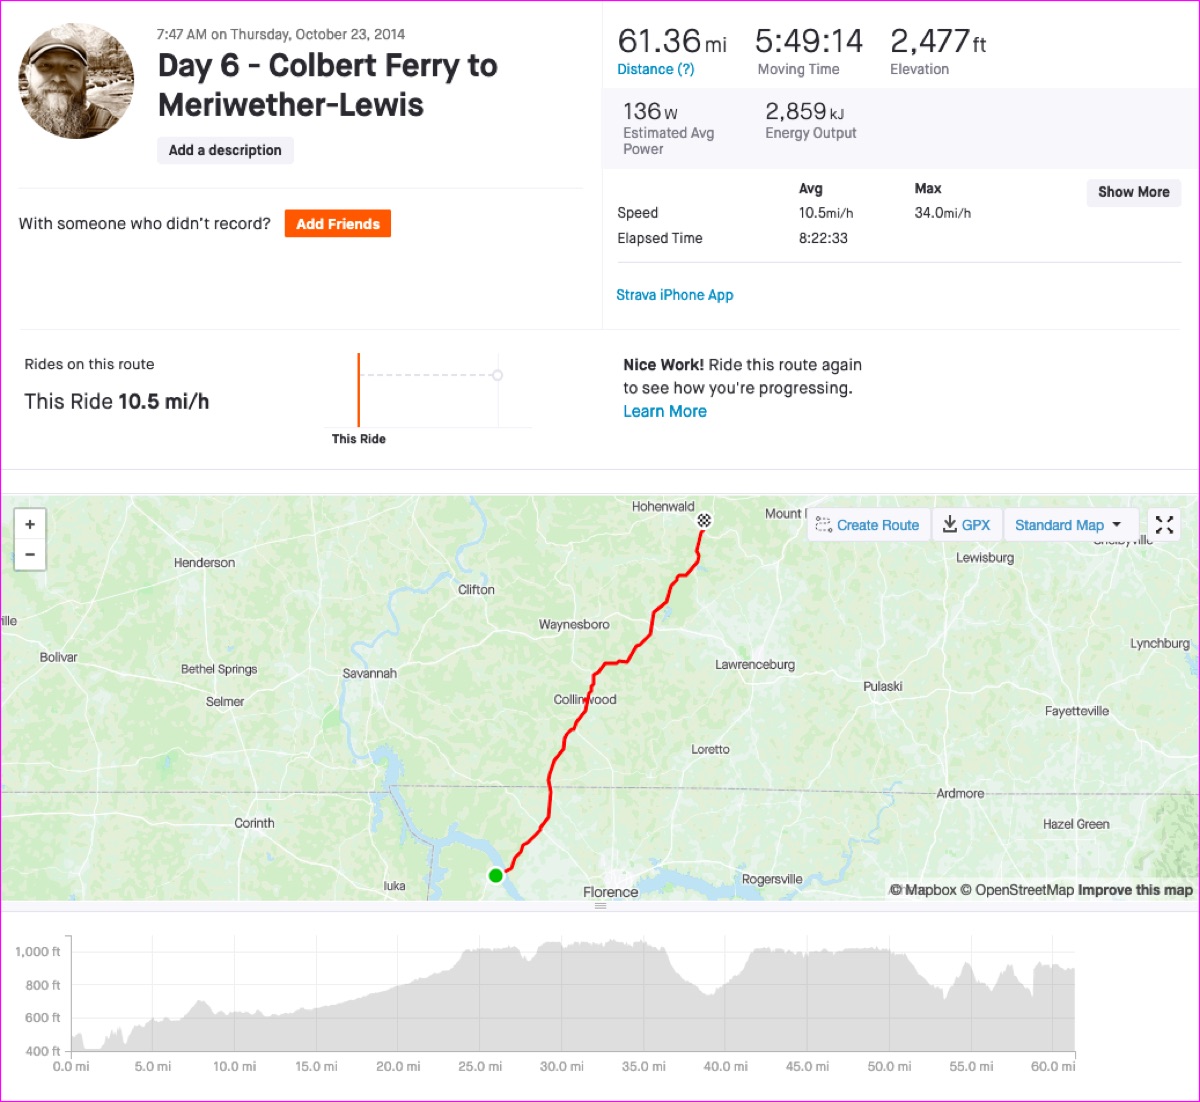 7:47 AM on Thursday, October 23, 2014
Day 6 - Colbert Ferry to
Meriwether-Lewis
Add a description
With someone who didn't record?
Add Friends
61.36 mi
Distance (?)
5:49:14
Moving Time
2,477 ft
Elevation
136 W
Estimated Avg
Power
2,859 kJ
Energy Output
Avg Max
Show More
Speed 10.5mi/h 34.0mi/h
Elapsed Time 8:22:33
Strava iPhone App
Rides on this route
This Ride 10.5 mi/h
This Ride
Nice Work! Ride this route again
to see how you're progressing.
Learn More
+
−
Create Route
GPX
Standard Map
Hohenwald
Mount
Henderson
Lewisburg
Clifton
Waynesboro
Lynchburg
Bolivar
Bethel Springs
Savannah
Lawrenceburg
Selmer
Collinwood
Pulaski
Fayetteville
Loretto
Ardmore
Corinth
Hazel Green
Iuka
Florence
Rogersville
© Mapbox © OpenStreetMap Improve this map
1,000 ft
800 ft
600 ft
400 ft
0.0 mi 5.0 mi 10.0 mi 15.0 mi 20.0 mi 25.0 mi 30.0 mi 35.0 mi 40.0 mi 45.0 mi 50.0 mi 55.0 mi 60.0 mi